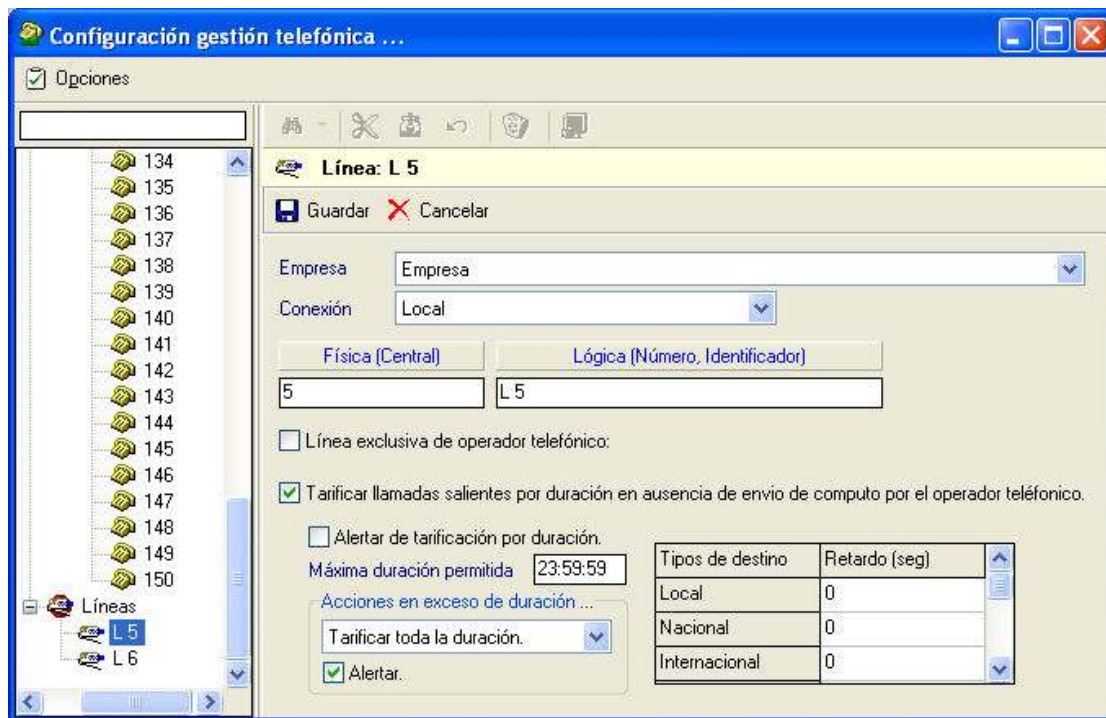 Configuración gestión telefónica ...
Opciones
134
135
136
137
138
139
140
141
142
143
144
145
146
147
148
149
150
Líneas
L 5
L 6
Línea: L 5
Guardar Cancelar
Empresa Empresa
Conexión Local
Física (Central) Lógica (Número, Identificador)
5 L 5
Línea exclusiva de operador telefónico:
Tarificar llamadas salientes por duración en ausencia de envio de computo por el operador teléfonico.
Alertar de tarificación por duración.
Máxima duración permitida 23:59:59
Acciones en exceso de duración ...
Tarificar toda la duración.
Alertar.
Tipos de destino Retardo (seg)
Local 0
Nacional 0
Internacional 0